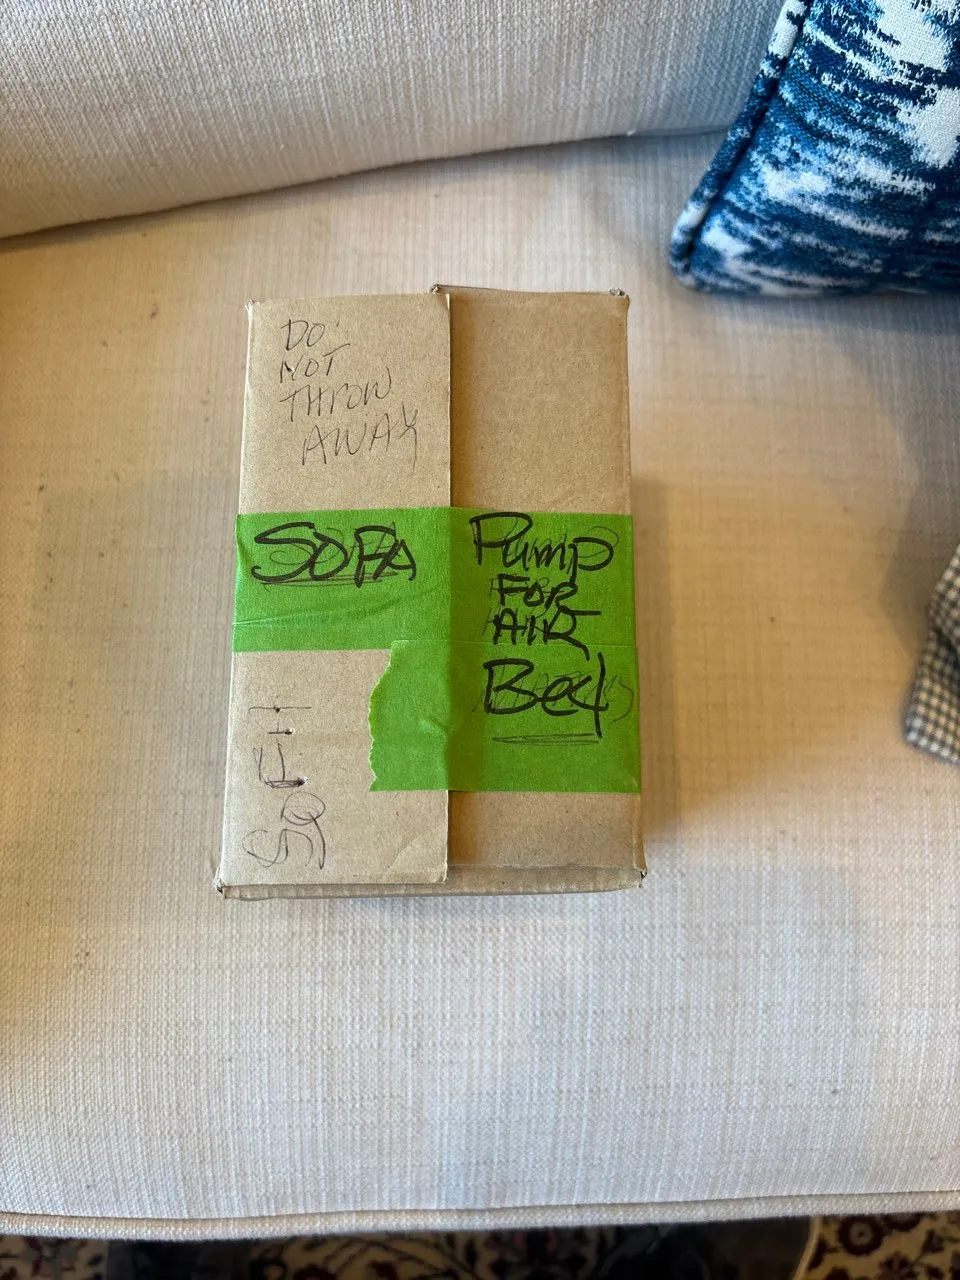 DO
NOT
THROW
AWAY
SOFA
Pump
FOR
AIR
Bed
SOFA